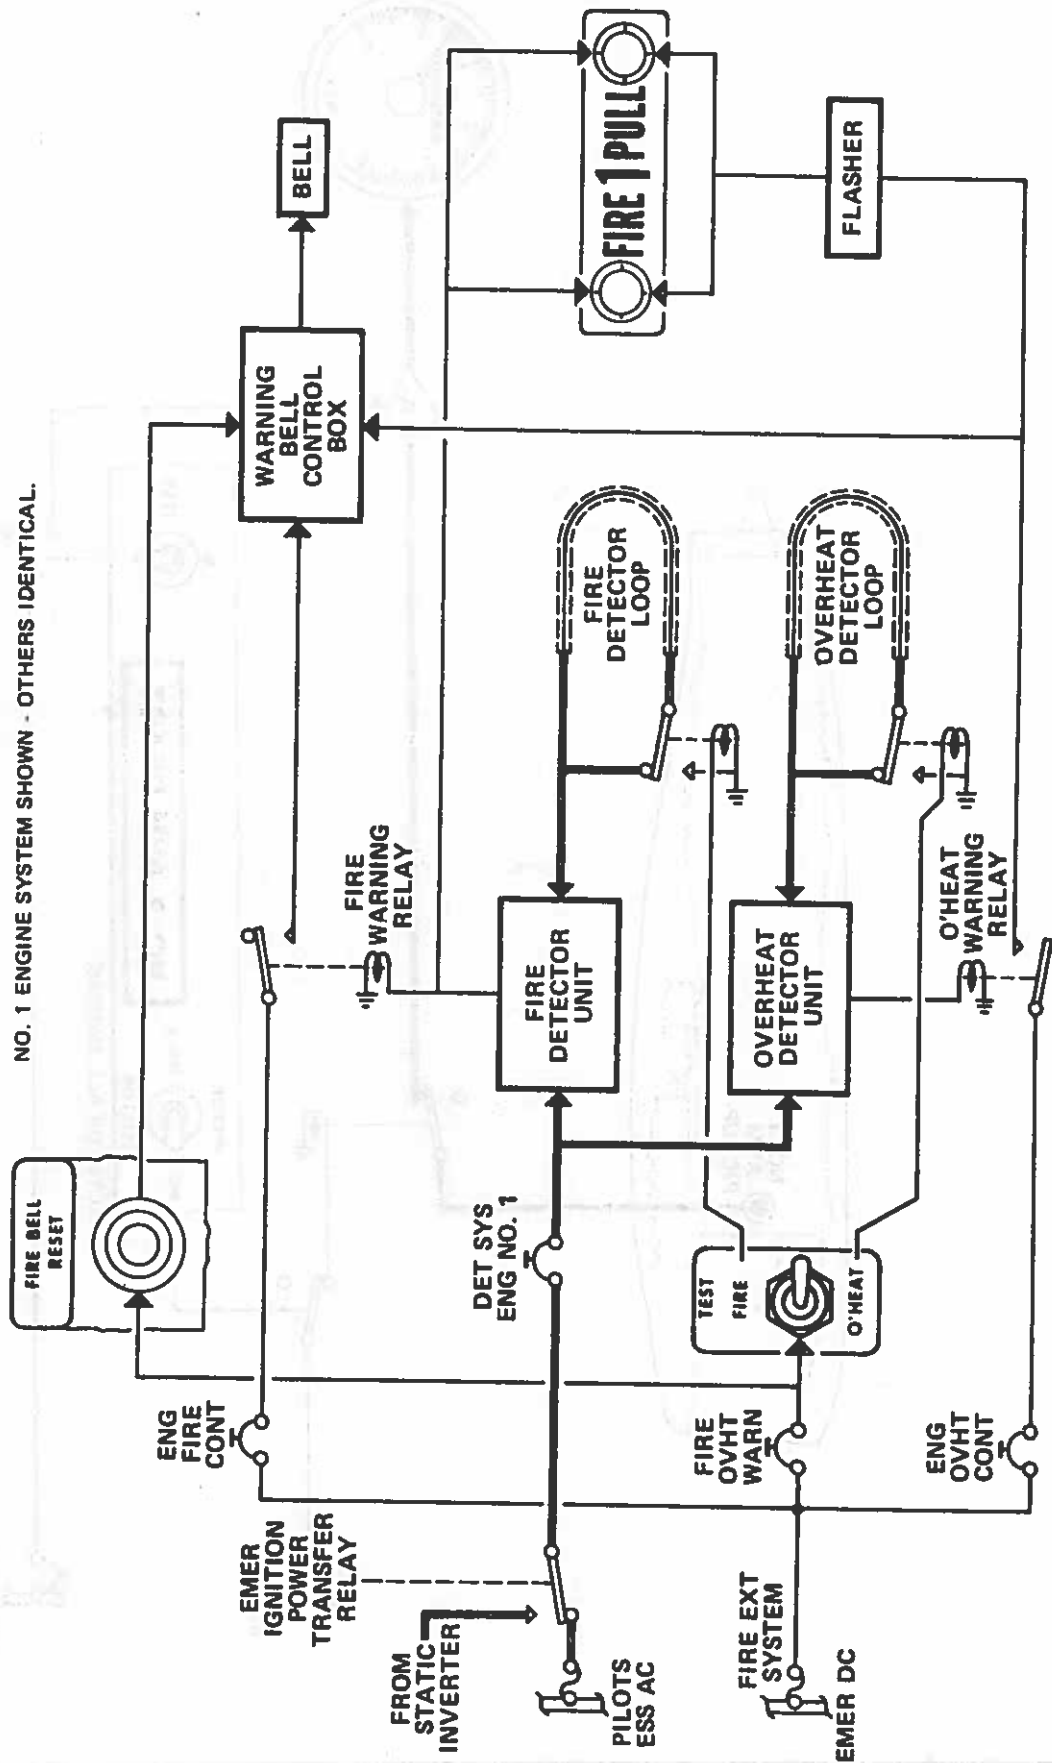 NO. 1 ENGINE SYSTEM SHOWN - OTHERS IDENTICAL.
FIRE BELL
RESET
ENG
FIRE
CONT
EMER
IGNITION
POWER
TRANSFER
RELAY
FROM
STATIC
INVERTER
PILOTS
ESS AC
FIRE EXT
SYSTEM
EMER DC
DET SYS
ENG NO. 1
FIRE
OVHT
WARN
ENG
OVHT
CONT
TEST
FIRE
O'HEAT
FIRE
WARNING
RELAY
FIRE
DETECTOR
UNIT
OVERHEAT
DETECTOR
UNIT
O'HEAT
WARNING
RELAY
FIRE
DETECTOR
LOOP
OVERHEAT
DETECTOR
LOOP
WARNING
BELL
CONTROL
BOX
BELL
FIRE 1 PULL
FLASHER